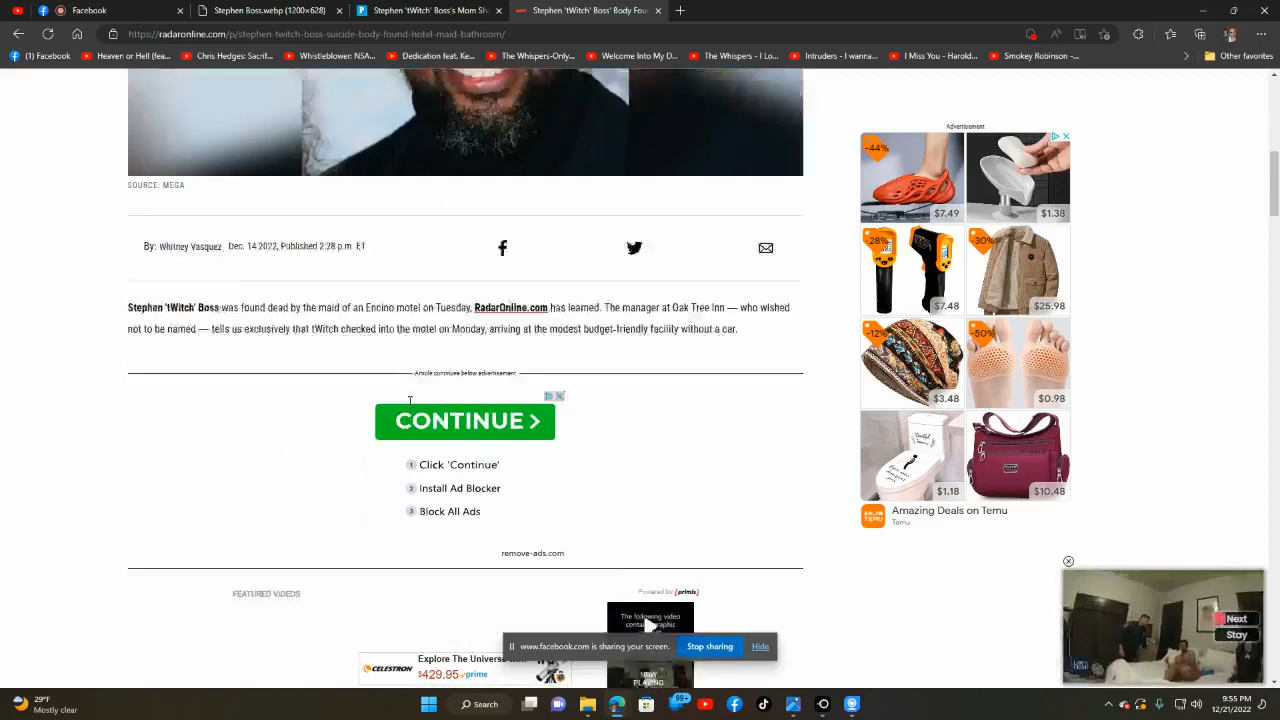 Facebook
Stephen Boss.webp (1200×628)
Stephen 'tWitch' Boss's Mom Sh
Stephen 'tWitch' Boss' Body Fou
https://radaronline.com/p/stephen-twitch-boss-suicide-body-found-hotel-maid-bathroom/
(1) Facebook
Heaven or Hell (fea...
Chris Hedges: Sacrif...
Whistleblower: NSA...
Dedication feat. Ke...
The Whispers-Only...
Welcome Into My D...
The Whispers - I Lo...
Intruders - I wanna...
I Miss You - Harold...
Smokey Robinson -...
Other favorites
SOURCE: MEGA
By: Whitney Vasquez Dec. 14 2022, Published 2:28 p.m. ET
Stephen 'tWitch' Boss was found dead by the maid of an Encino motel on Tuesday, RadarOnline.com has learned. The manager at Oak Tree Inn — who wished
not to be named — tells us exclusively that tWitch checked into the motel on Monday, arriving at the modest budget-friendly facility without a car.
Article continues below advertisement
CONTINUE >
1 Click 'Continue'
2 Install Ad Blocker
3 Block All Ads
remove-ads.com
FEATURED VIDEOS
Powered by {primis}
The following video
NOW
PLAYING
Advertisement
-44%
$7.49
$1.38
-28%
$7.48
-30%
$25.98
-12%
$3.48
-50%
$0.98
$1.18
$10.48
TEMU
Amazing Deals on Temu
Temu
Next
Stay
www.facebook.com is sharing your screen.
Stop sharing
Hide
CELESTRON
Explore The Universe
$429.95 prime
29°F
Mostly clear
Search
99+
9:55 PM
12/21/2022